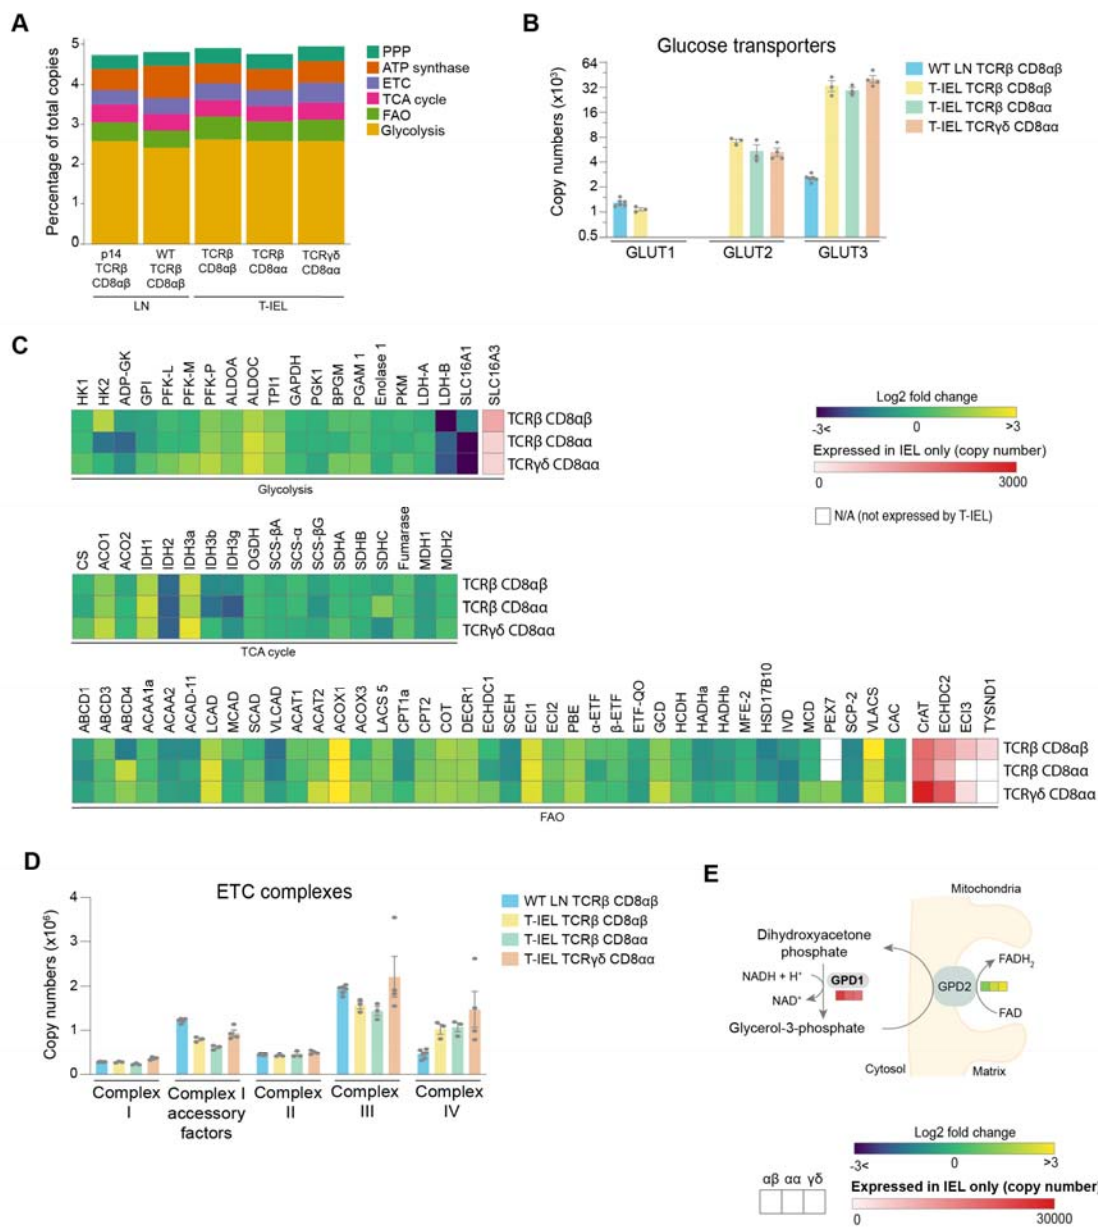 A
Percentage of total copies
5
4
3
2
1
0
PPP
ATP synthase
ETC
TCA cycle
FAO
Glycolysis
p14 TCRβ CD8αβ
WT TCRβ CD8αβ
TCRβ CD8αβ
TCRβ CD8αα
TCRγδ CD8αα
LN
T-IEL
B
Glucose transporters
Copy numbers (x10³)
64
32
16
8
4
2
1
0.5
GLUT1
GLUT2
GLUT3
WT LN TCRβ CD8αβ
T-IEL TCRβ CD8αβ
T-IEL TCRβ CD8αα
T-IEL TCRγδ CD8αα
C
HK1
HK2
ADP-GK
GPI
PFK-L
PFK-M
PFK-P
ALDOA
ALDOC
TPI1
GAPDH
PGK1
BPGM
PGAM 1
Enolase 1
PKM
LDH-A
LDH-B
SLC16A1
SLC16A3
TCRβ CD8αβ
TCRβ CD8αα
TCRγδ CD8αα
Glycolysis
Log2 fold change
-3<
0
>3
Expressed in IEL only (copy number)
0
3000
N/A (not expressed by T-IEL)
CS
ACO1
ACO2
IDH1
IDH2
IDH3a
IDH3b
IDH3g
OGDH
SCS-βA
SCS-α
SCS-βG
SDHA
SDHB
SDHC
Fumarase
MDH1
MDH2
TCRβ CD8αβ
TCRβ CD8αα
TCRγδ CD8αα
TCA cycle
ABCD1
ABCD3
ABCD4
ACAA1a
ACAA2
ACAD-11
LCAD
MCAD
SCAD
VLCAD
ACAT1
ACAT2
ACOX1
ACOX3
LACS 5
CPT1a
CPT2
COT
DECR1
ECHDC1
SCEH
ECI1
ECI2
PBE
α-ETF
β-ETF
ETF-QO
GCD
HCDH
HADHa
HADHb
MFE-2
HSD17B10
IVD
MCD
PEX7
SCP-2
VLACS
CAC
CrAT
ECHDC2
ECI3
TYSND1
TCRβ CD8αβ
TCRβ CD8αα
TCRγδ CD8αα
FAO
D
ETC complexes
Copy numbers (x10⁶)
4
3
2
1
0
Complex I
Complex I accessory factors
Complex II
Complex III
Complex IV
WT LN TCRβ CD8αβ
T-IEL TCRβ CD8αβ
T-IEL TCRβ CD8αα
T-IEL TCRγδ CD8αα
E
Mitochondria
Dihydroxyacetone
phosphate
NADH + H⁺
GPD1
NAD⁺
Glycerol-3-phosphate
GPD2
FADH₂
FAD
Cytosol
Matrix
Log2 fold change
-3<
0
>3
αβ αα γδ
Expressed in IEL only (copy number)
0
30000